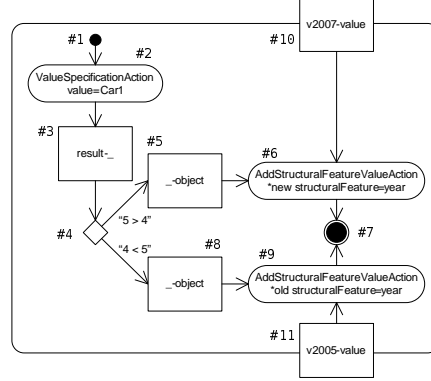 #1
#2
#10
v2007-value
ValueSpecificationAction
value=Car1
#3
#5
#6
result-_
_-object
AddStructuralFeatureValueAction
*new structuralFeature=year
#4
"5 > 4"
"4 < 5"
#7
#8
#9
_-object
AddStructuralFeatureValueAction
*old structuralFeature=year
#11
v2005-value